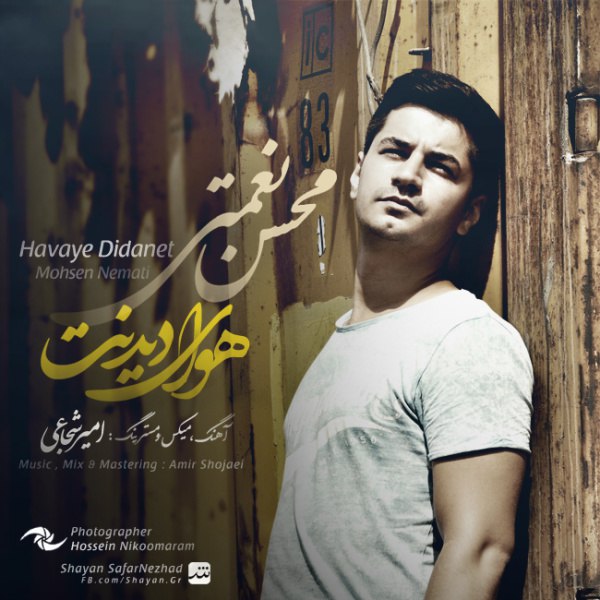 IC
83
محسن نعمتی
Havaye Didanet
Mohsen Nemati
هوای دیدنت
آهنگ، میکس و مسترینگ : امیر شجاعی
Music , Mix & Mastering : Amir Shojaei
Photographer
Hossein Nikoomaram
Shayan SafarNezhad
FB.com/Shayan.Gr